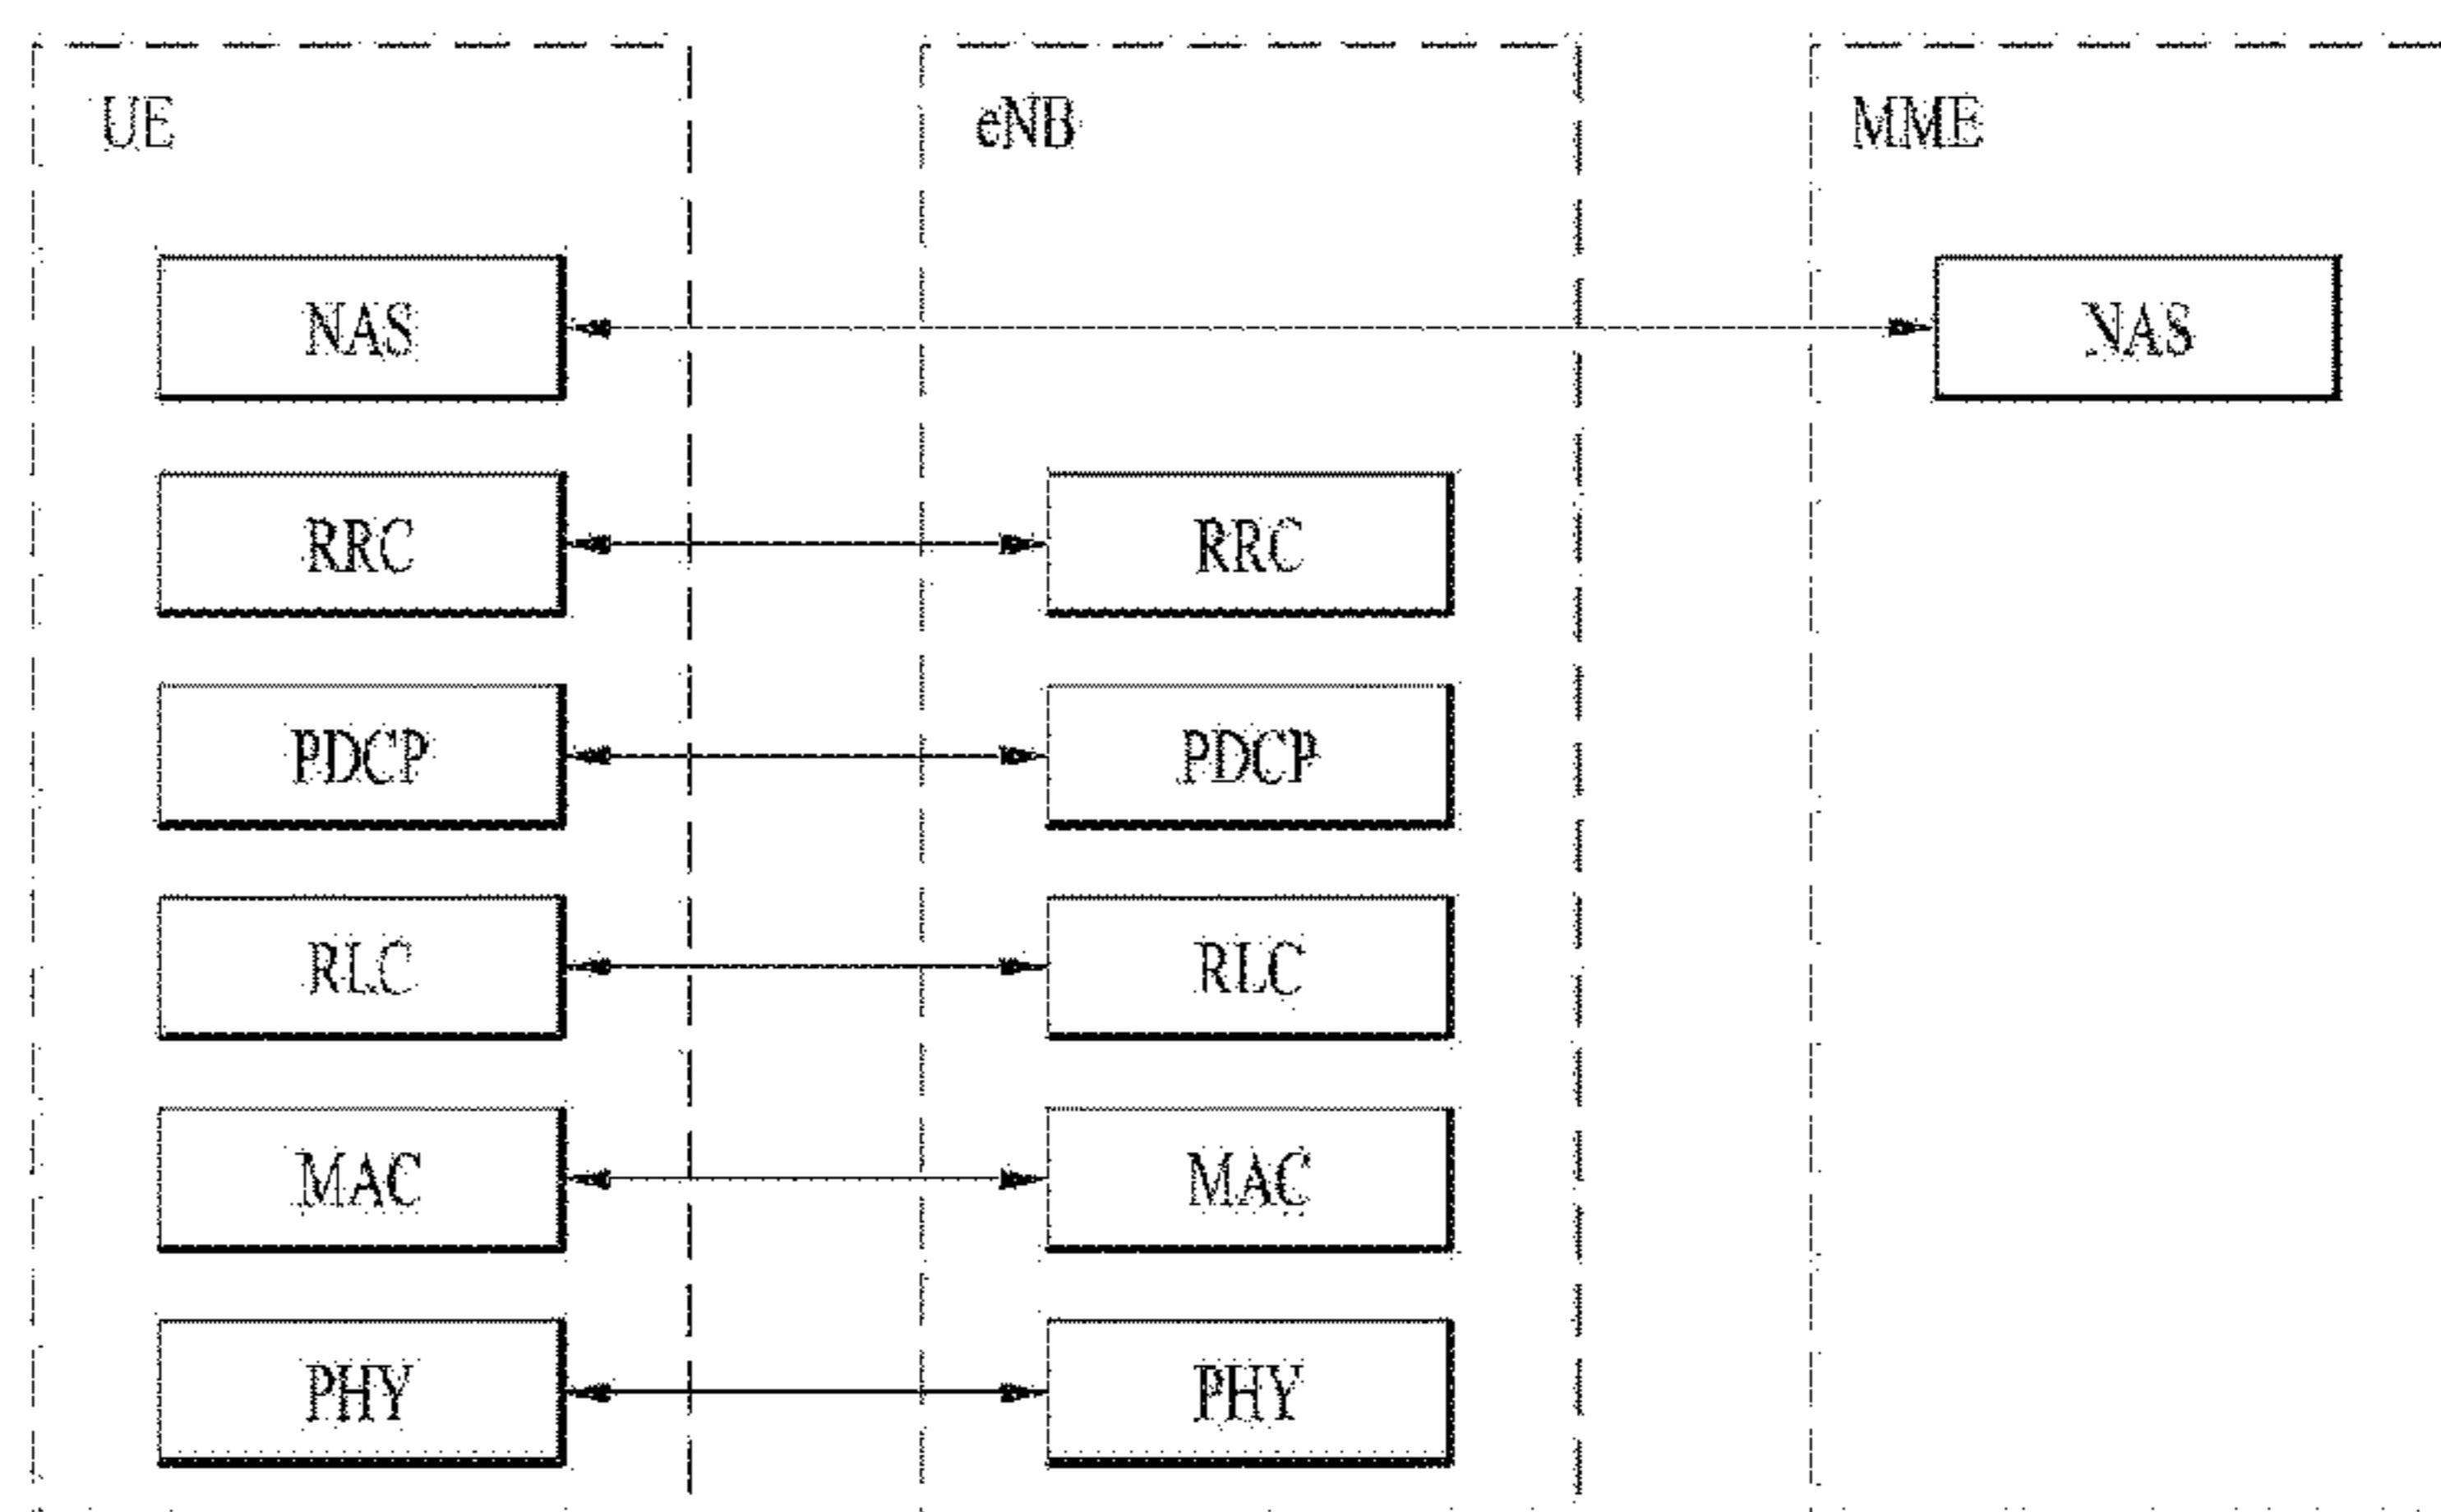 UE eNB MME
NAS NAS
RRC RRC
PDCP PDCP
RLC RLC
MAC MAC
PHY PHY